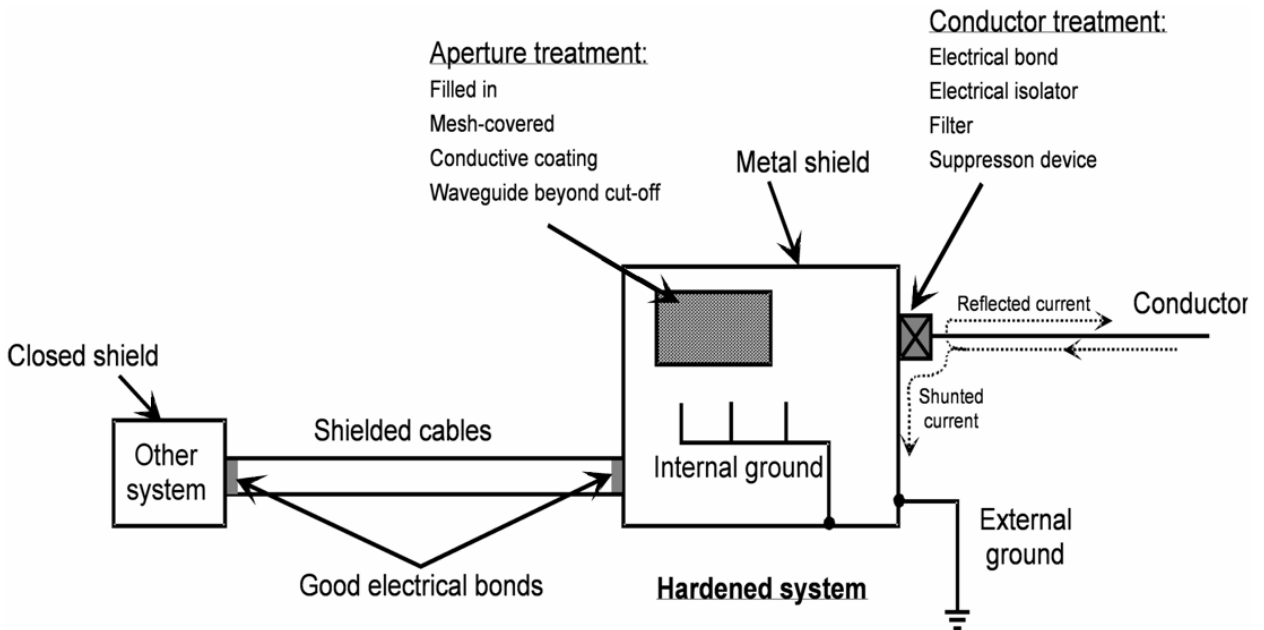 Conductor treatment:
Electrical bond
Electrical isolator
Filter
Suppresson device
Aperture treatment:
Filled in
Mesh-covered
Conductive coating
Waveguide beyond cut-off
Metal shield
Reflected current
Conductor
Closed shield
Shunted
current
Other
system
Shielded cables
Internal ground
External
ground
Good electrical bonds
Hardened system